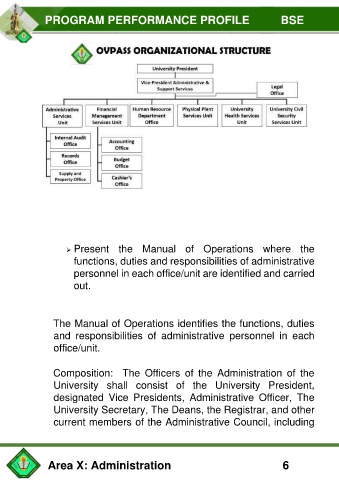 PROGRAM PERFORMANCE PROFILE BSE
OVPASS ORGANIZATIONAL STRUCTURE
University President
Vice President Administrative &
Support Services
Legal
Office
Administrative
Services
Unit
Financial
Management
Services Unit
Human Resource
Department
Office
Physical Plant
Services Unit
University
Health Services
Unit
University Civil
Security
Services Unit
Internal Audit
Office
Records
Office
Supply and
Property Office
Accounting
Office
Budget
Office
Cashier's
Office
➢ Present the Manual of Operations where the
functions, duties and responsibilities of administrative
personnel in each office/unit are identified and carried
out.
The Manual of Operations identifies the functions, duties
and responsibilities of administrative personnel in each
office/unit.
Composition: The Officers of the Administration of the
University shall consist of the University President,
designated Vice Presidents, Administrative Officer, The
University Secretary, The Deans, the Registrar, and other
current members of the Administrative Council, including
Area X: Administration 6